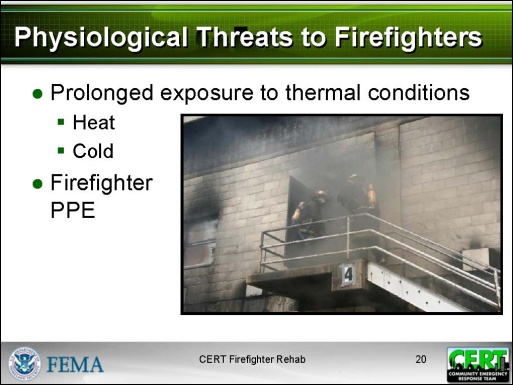 Physiological Threats to Firefighters
Prolonged exposure to thermal conditions
Heat
Cold
Firefighter
PPE
4
FEMA
CERT Firefighter Rehab
20
CERT
COMMUNITY EMERGENCY
RESPONSE TEAM